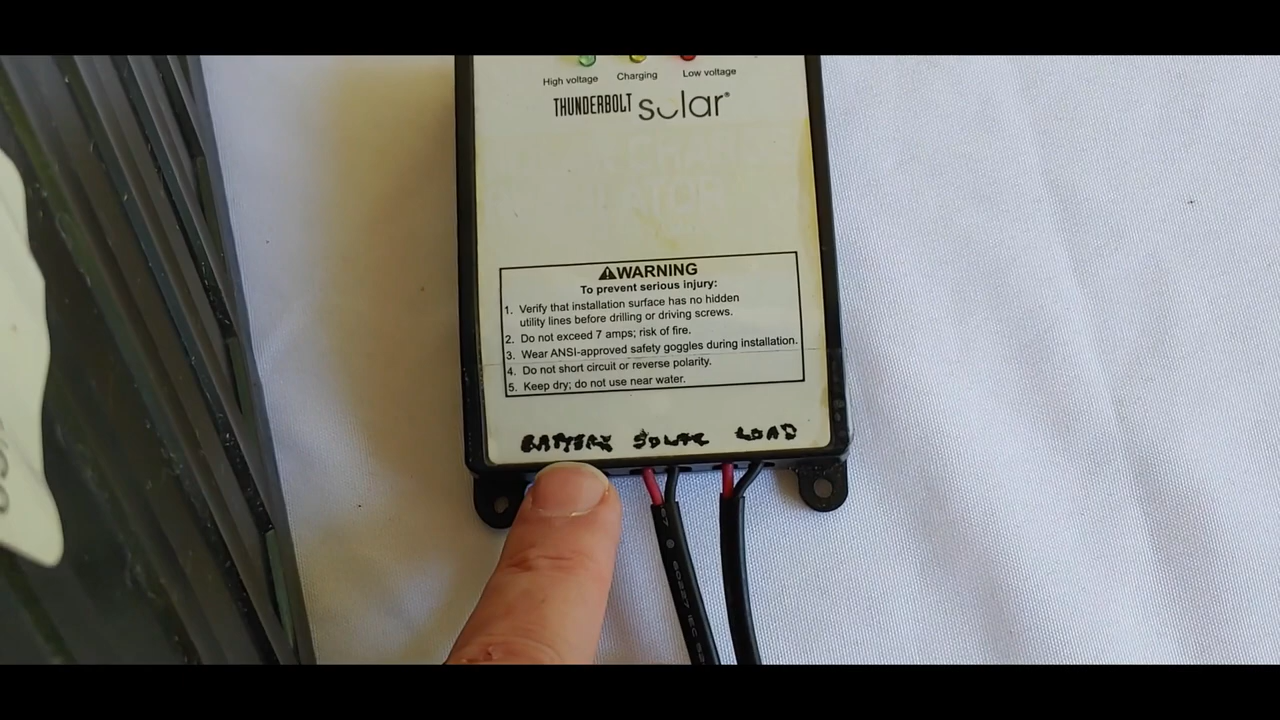 High voltage Charging Low voltage
THUNDERBOLT solar®
WARNING
To prevent serious injury:
1. Verify that installation surface has no hidden
utility lines before drilling or driving screws.
2. Do not exceed 7 amps; risk of fire.
3. Wear ANSI-approved safety goggles during installation.
4. Do not short circuit or reverse polarity.
5. Keep dry; do not use near water.
BATTERY SOLAR LOAD
60227 IEC